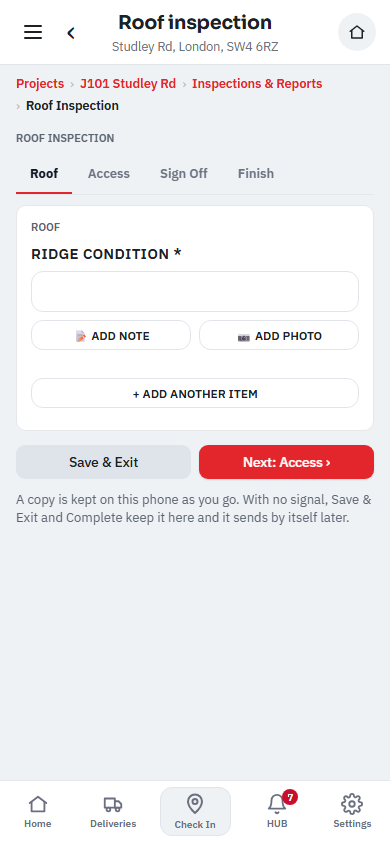 Roof inspection
Studley Rd, London, SW4 6RZ
Projects › J101 Studley Rd › Inspections & Reports
› Roof Inspection
ROOF INSPECTION
Roof Access Sign Off Finish
ROOF
RIDGE CONDITION *
ADD NOTE ADD PHOTO
+ ADD ANOTHER ITEM
Save & Exit Next: Access ›
A copy is kept on this phone as you go. With no signal, Save &
Exit and Complete keep it here and it sends by itself later.
7
Home Deliveries Check In HUB Settings